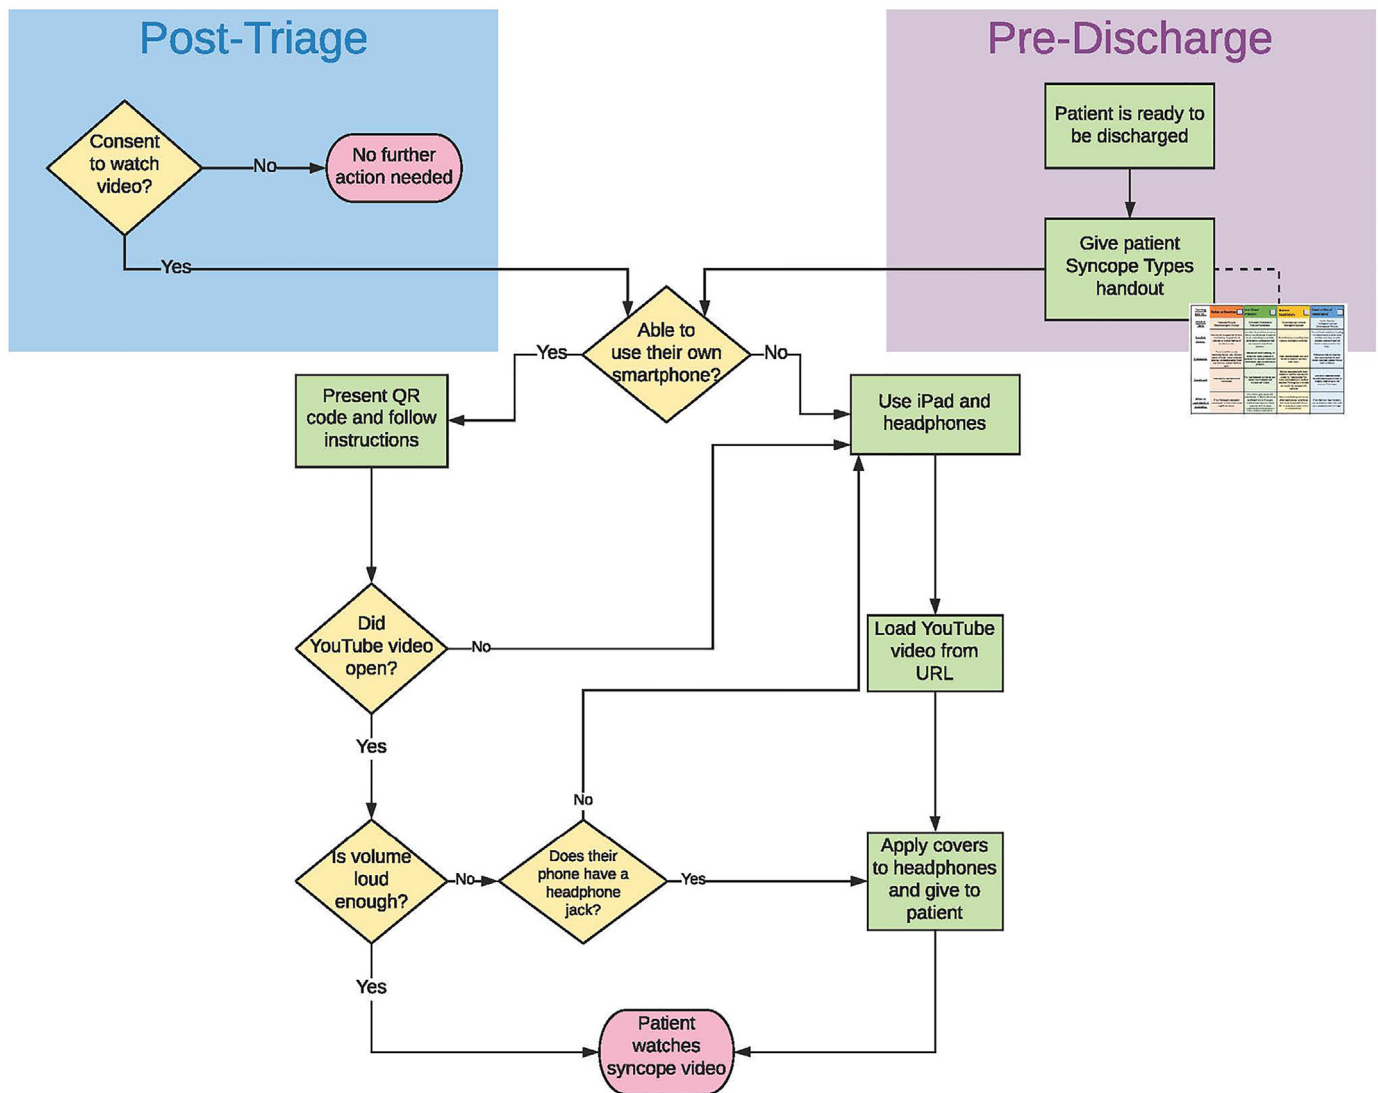 Post-Triage
Pre-Discharge
Consent
to watch
video?
No
No further
action needed
Yes
Patient is ready to
be discharged
Give patient
Syncope Types
handout
Able to
use their own
smartphone?
Yes
No
Present QR
code and follow
instructions
Use iPad and
headphones
Did
YouTube video
open?
No
Yes
Load YouTube
video from
URL
Is volume
loud
enough?
No
Does their
phone have a
headphone
jack?
No
Yes
Apply covers
to headphones
and give to
patient
Yes
Patient
watches
syncope video